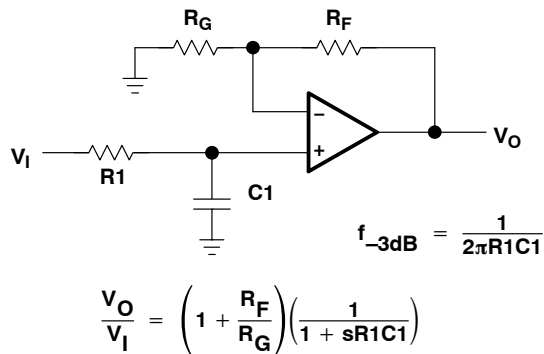 R_G
R_F
−
V_I
+
V_O
R1
C1
f_–3dB = 1/(2πR1C1)
V_O/V_I = (1 + R_F/R_G)(1/(1 + sR1C1))